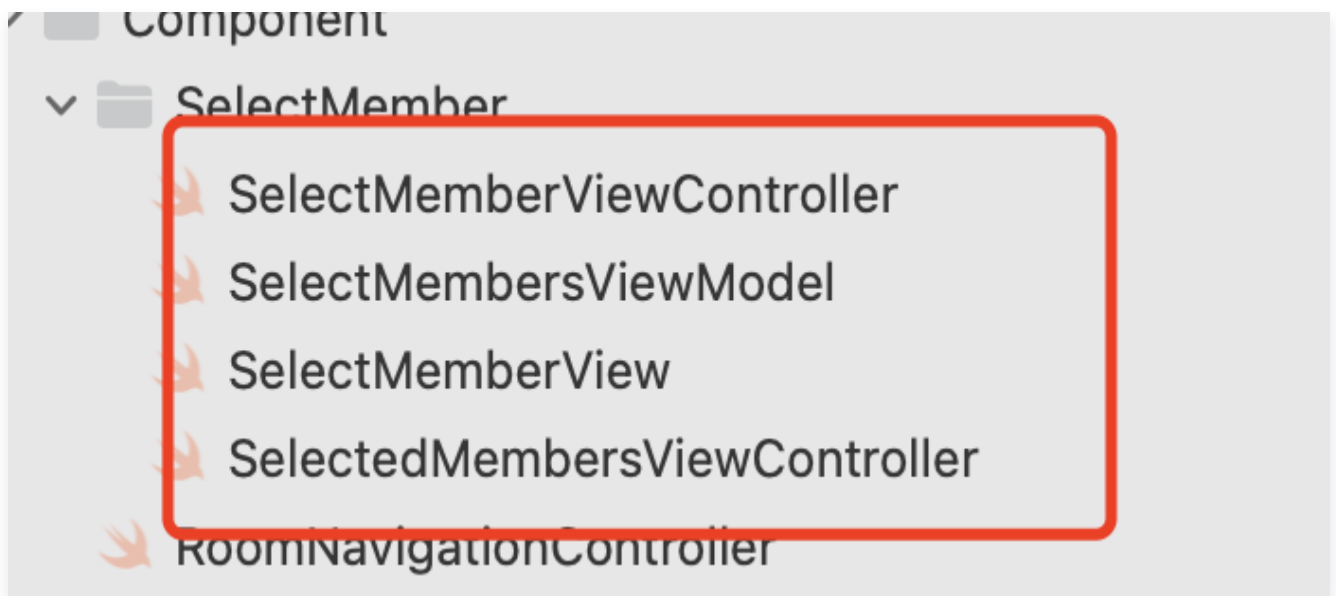 Component
SelectMember
SelectMemberViewController
SelectMembersViewModel
SelectMemberView
SelectedMembersViewController
RoomNavigationController